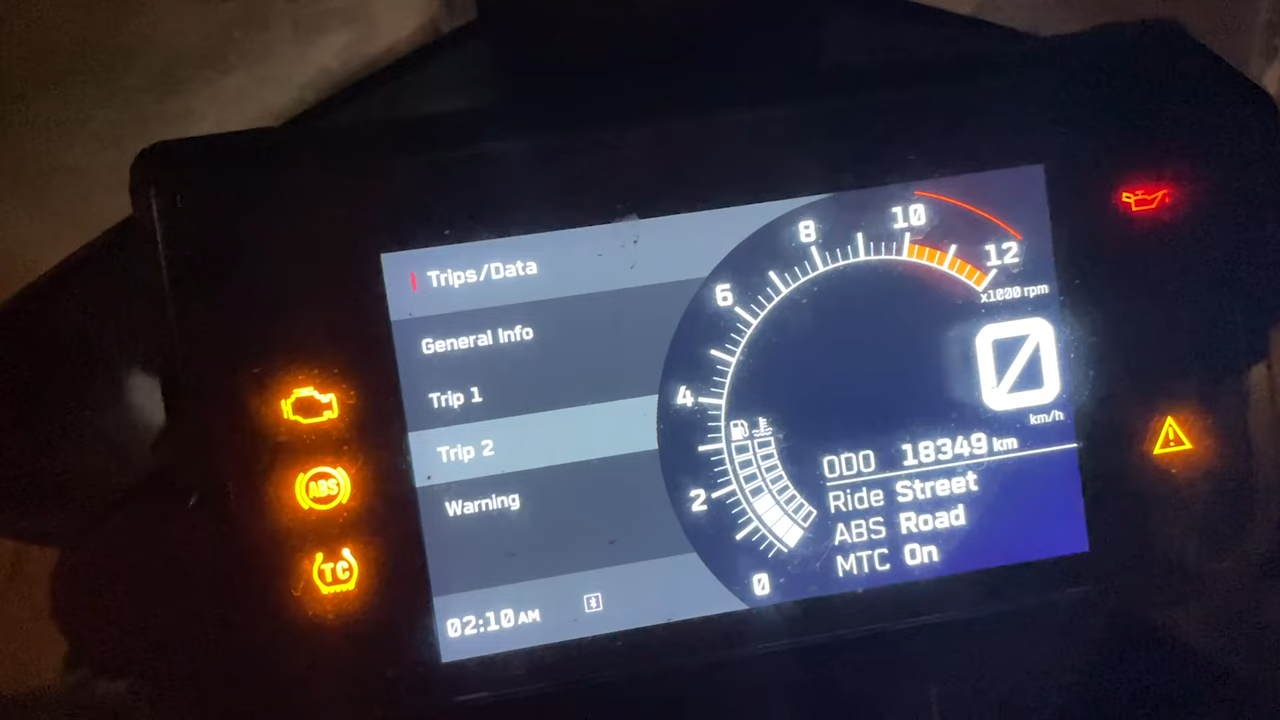 Trips/Data
General Info
Trip 1
Trip 2
Warning
02:10 AM
ABS
TC
0
2
4
6
8
10
12
x1000 rpm
0
km/h
ODO 18349 km
Ride Street
ABS Road
MTC On